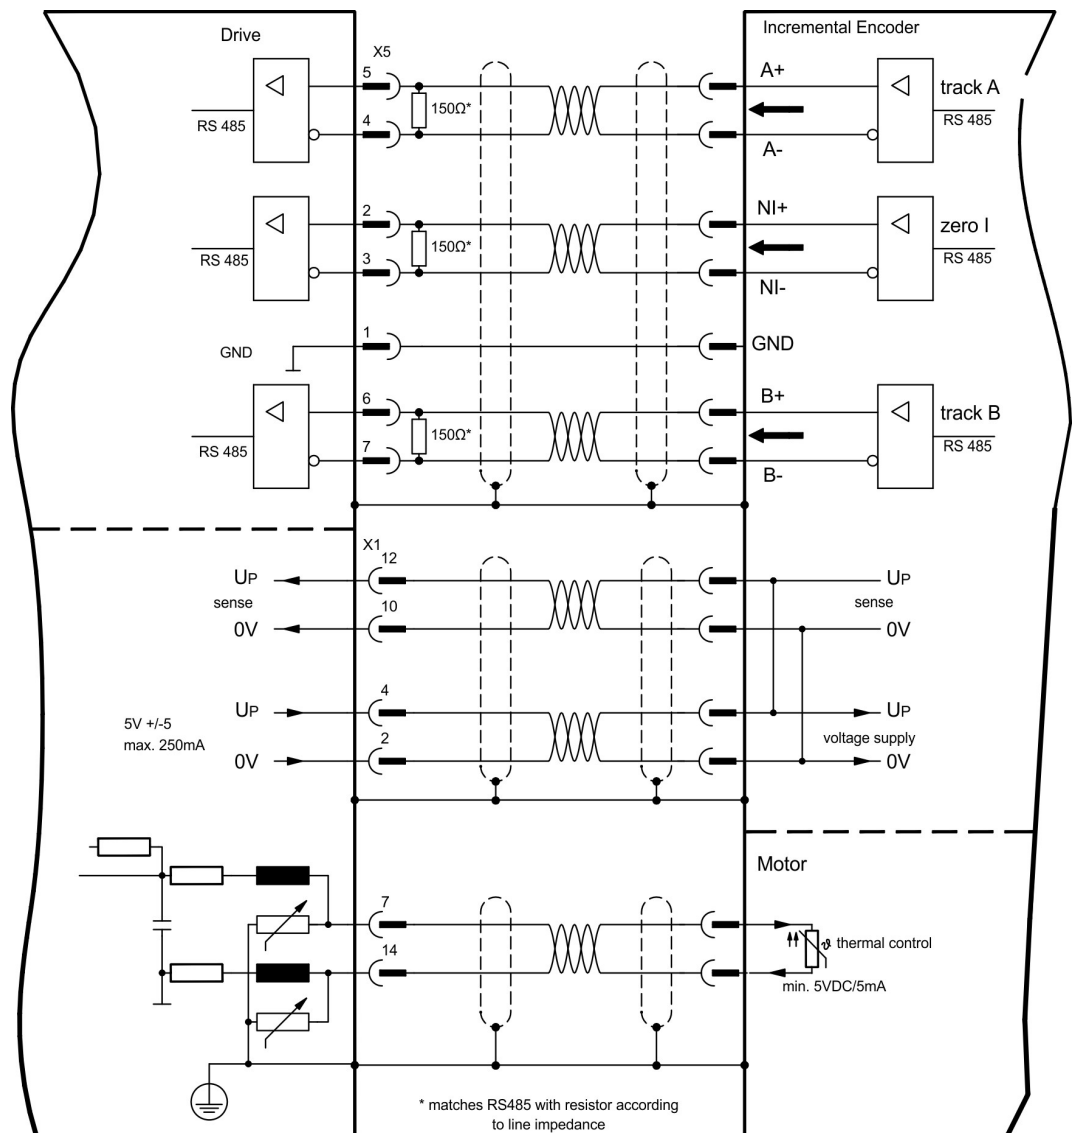 Drive
Incremental Encoder
X5
5
A+
track A
150Ω*
RS 485
RS 485
4
A-
2
NI+
zero I
150Ω*
RS 485
RS 485
3
NI-
1
GND
GND
6
B+
track B
150Ω*
RS 485
RS 485
7
B-
X1
12
UP
UP
sense
sense
10
0V
0V
4
UP
UP
5V +/-5
max. 250mA
voltage supply
2
0V
0V
Motor
7
ϑ thermal control
14
min. 5VDC/5mA
* matches RS485 with resistor according
to line impedance